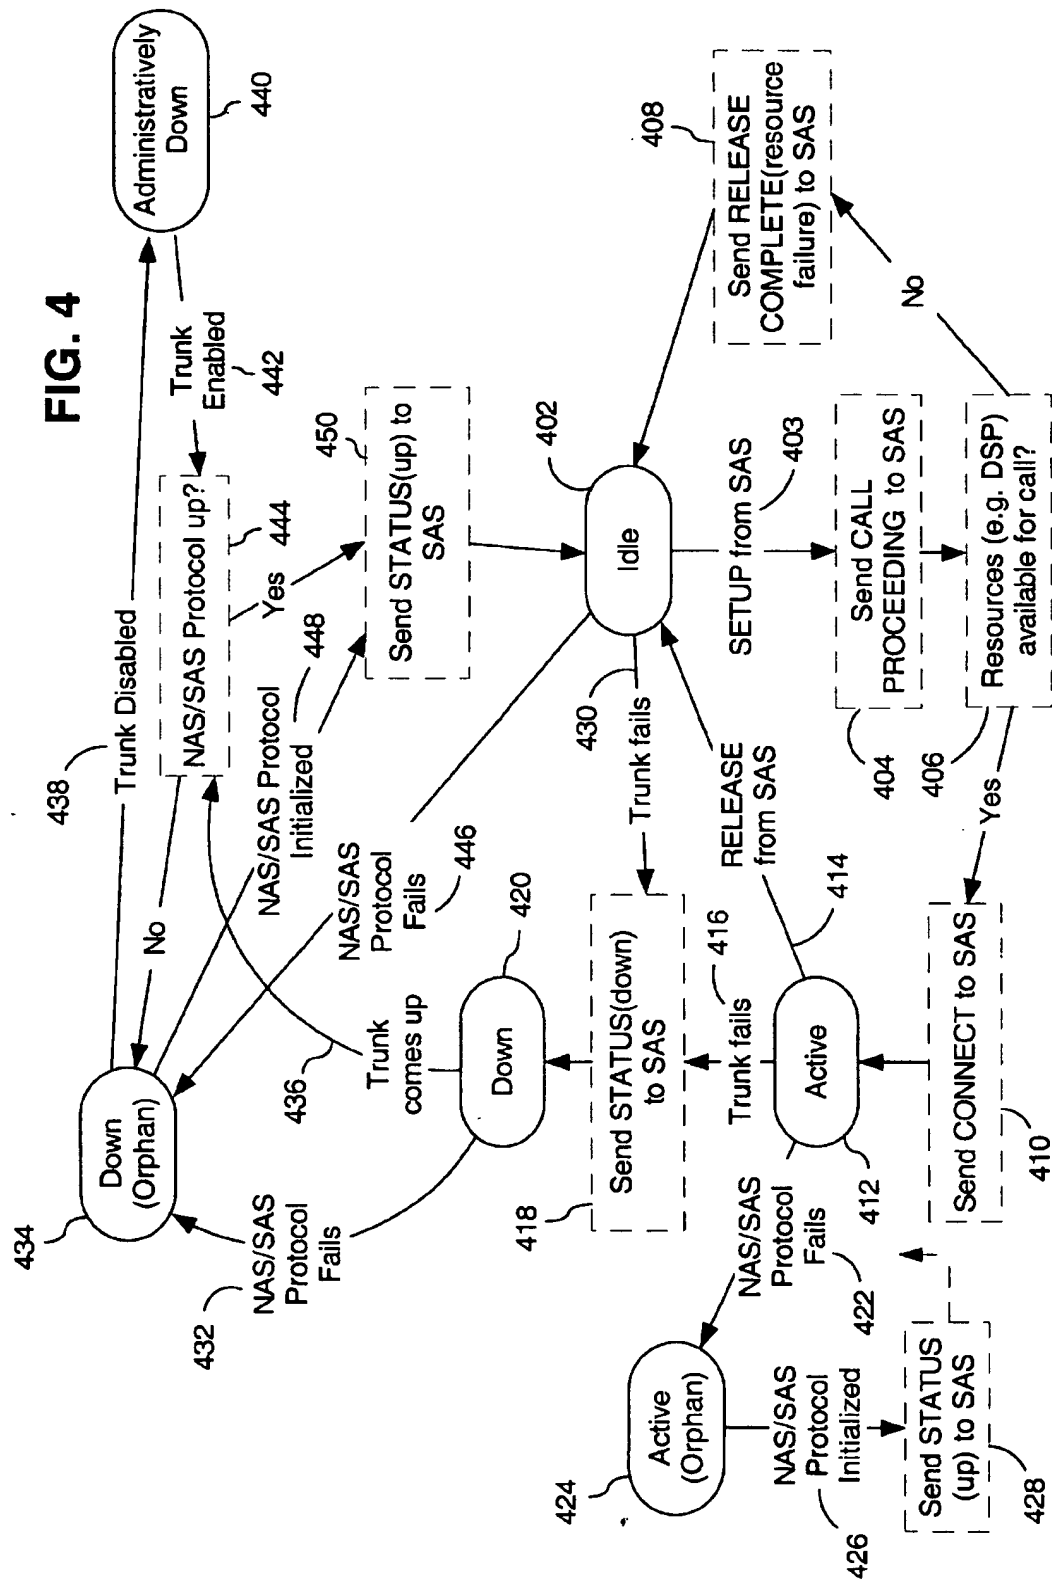 FIG. 4
434
Down
(Orphan)
438
Trunk Disabled
Administratively
Down
440
Trunk
Enabled
442
No
NAS/SAS Protocol up?
444
Yes
432
NAS/SAS
Protocol
Fails
436
Trunk
comes up
NAS/SAS Protocol
Initialized
448
450
Send STATUS(up) to
SAS
NAS/SAS
Protocol
Fails
446
Down
420
418
Send STATUS(down)
to SAS
430
Trunk fails
Idle
402
Send RELEASE
COMPLETE(resource
failure) to SAS
408
424
Active
(Orphan)
NAS/SAS
Protocol
Fails
422
Trunk fails
416
RELEASE
from SAS
414
SETUP from SAS
403
412
Active
NAS/SAS
Protocol
Initialized
426
Send CALL
PROCEEDING to SAS
404
Send STATUS
(up) to SAS
428
Send CONNECT to SAS
410
Yes
406
Resources (e.g. DSP)
available for call?
No